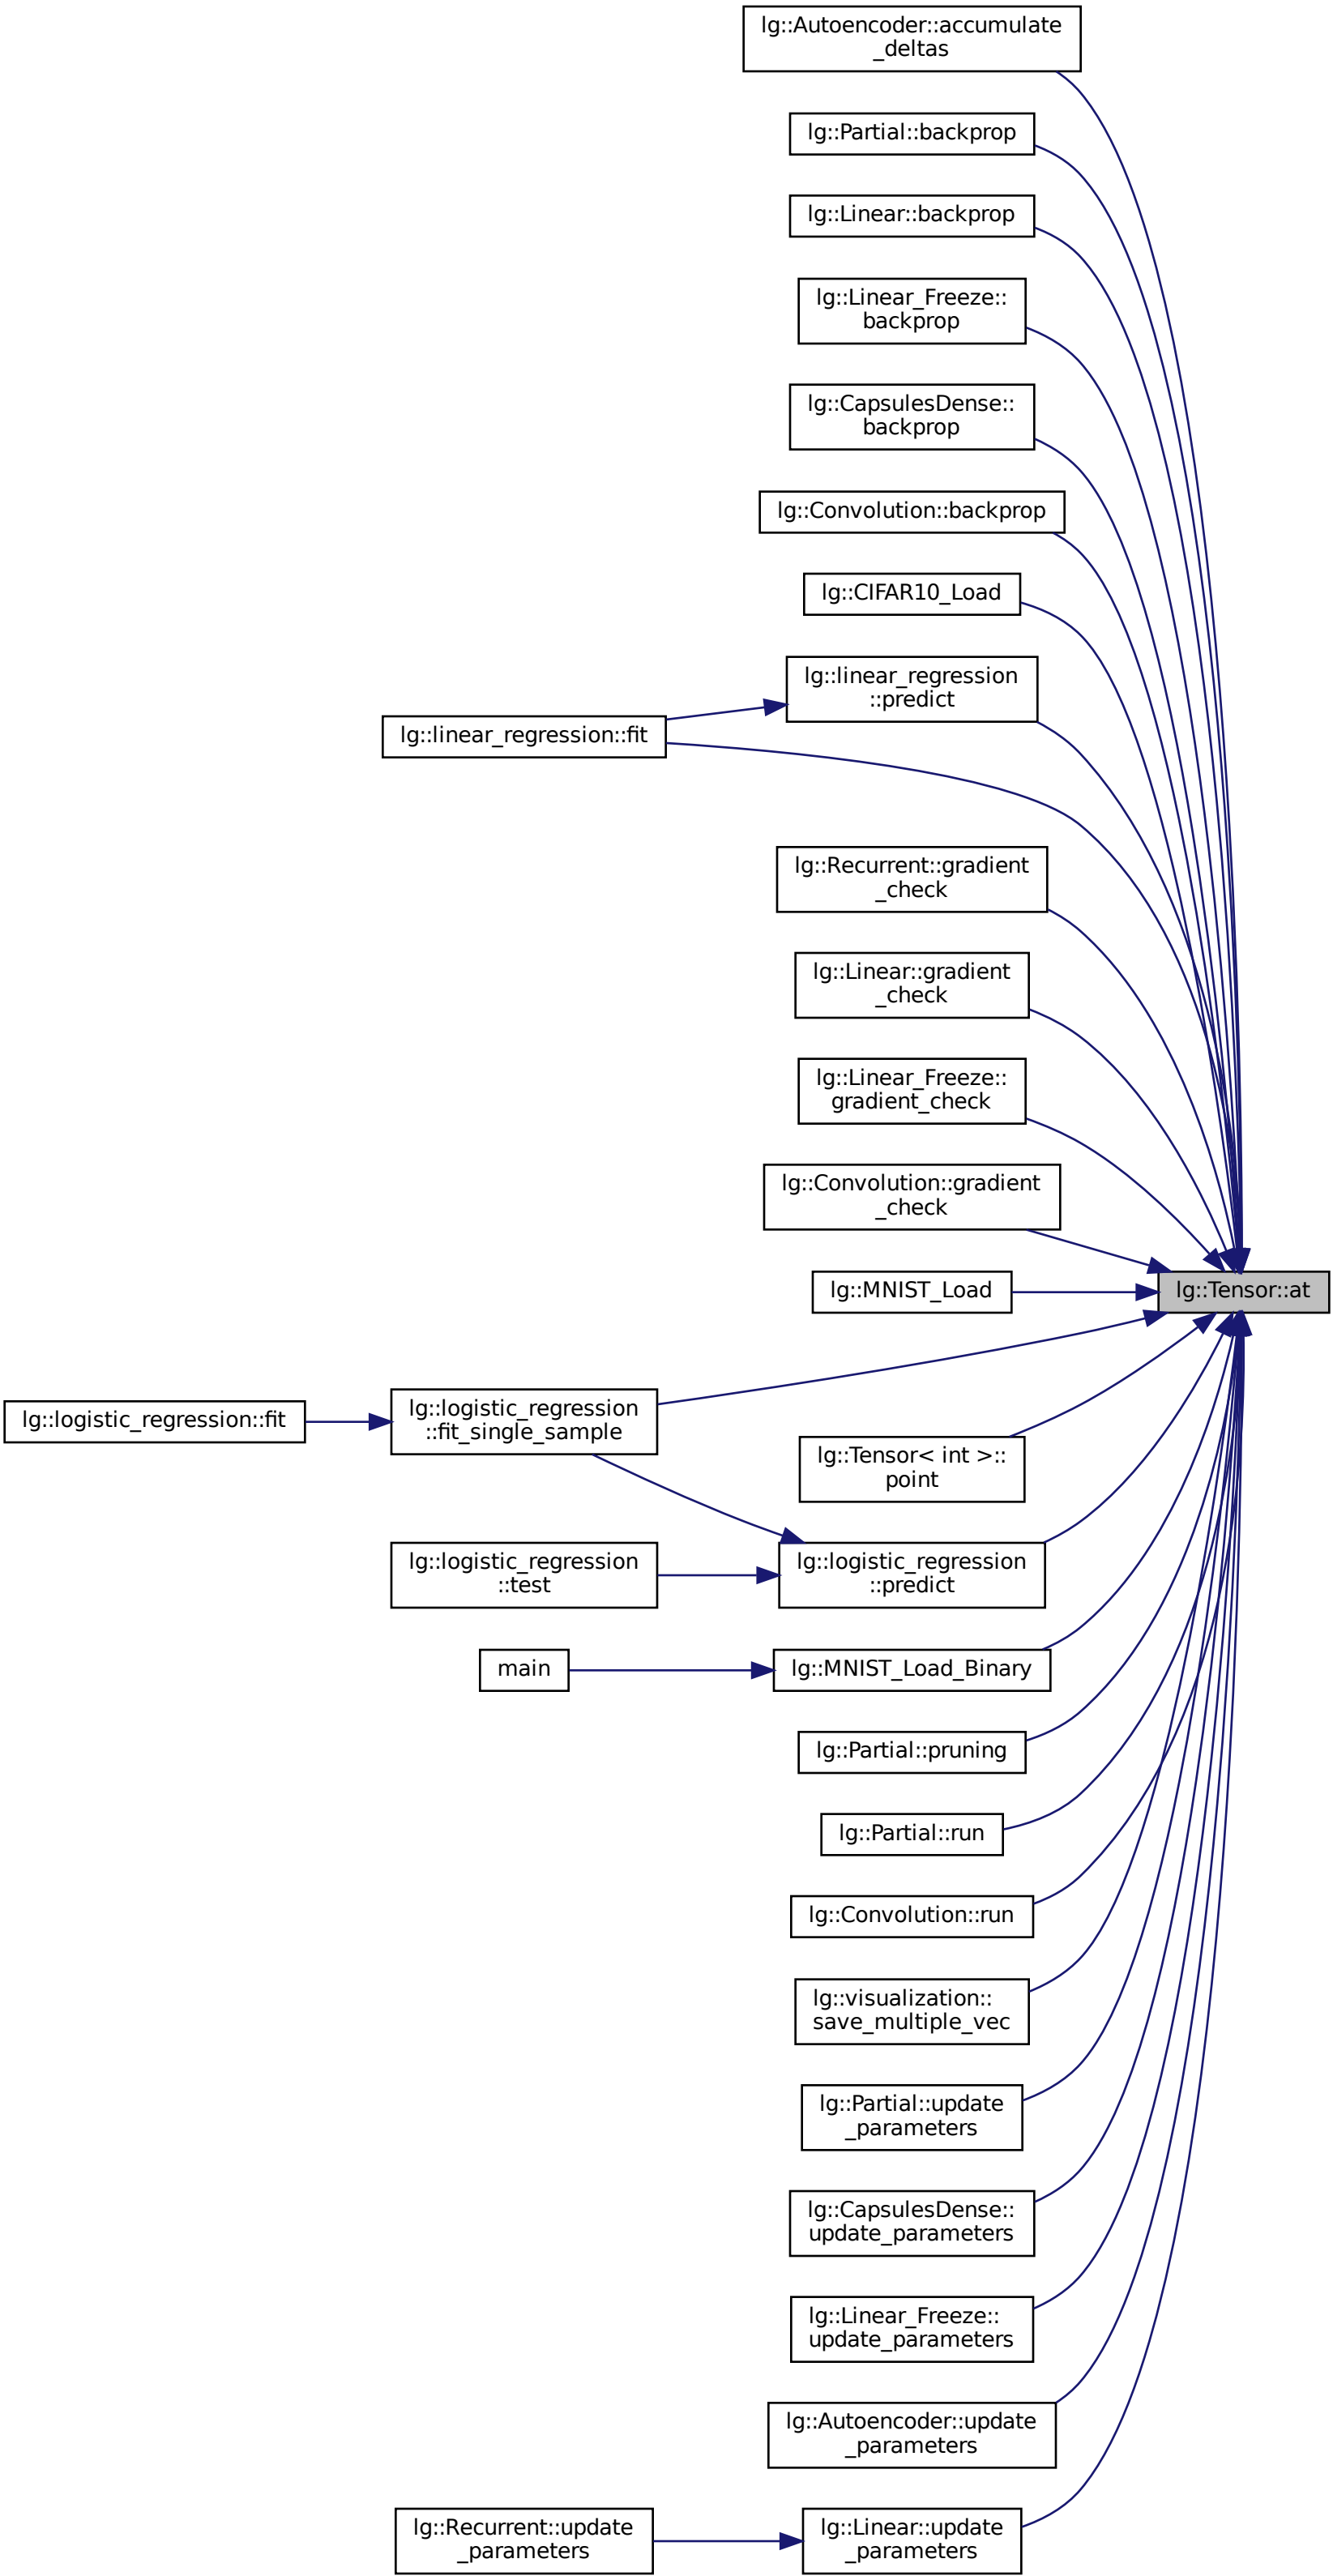 lg::Autoencoder::accumulate
_deltas
lg::Partial::backprop
lg::Linear::backprop
lg::Linear_Freeze::
backprop
lg::CapsulesDense::
backprop
lg::Convolution::backprop
lg::CIFAR10_Load
lg::linear_regression
::predict
lg::linear_regression::fit
lg::Recurrent::gradient
_check
lg::Linear::gradient
_check
lg::Linear_Freeze::
gradient_check
lg::Convolution::gradient
_check
lg::MNIST_Load
lg::Tensor::at
lg::logistic_regression
::fit_single_sample
lg::logistic_regression::fit
lg::Tensor< int >::
point
lg::logistic_regression
::test
lg::logistic_regression
::predict
main
lg::MNIST_Load_Binary
lg::Partial::pruning
lg::Partial::run
lg::Convolution::run
lg::visualization::
save_multiple_vec
lg::Partial::update
_parameters
lg::CapsulesDense::
update_parameters
lg::Linear_Freeze::
update_parameters
lg::Autoencoder::update
_parameters
lg::Recurrent::update
_parameters
lg::Linear::update
_parameters